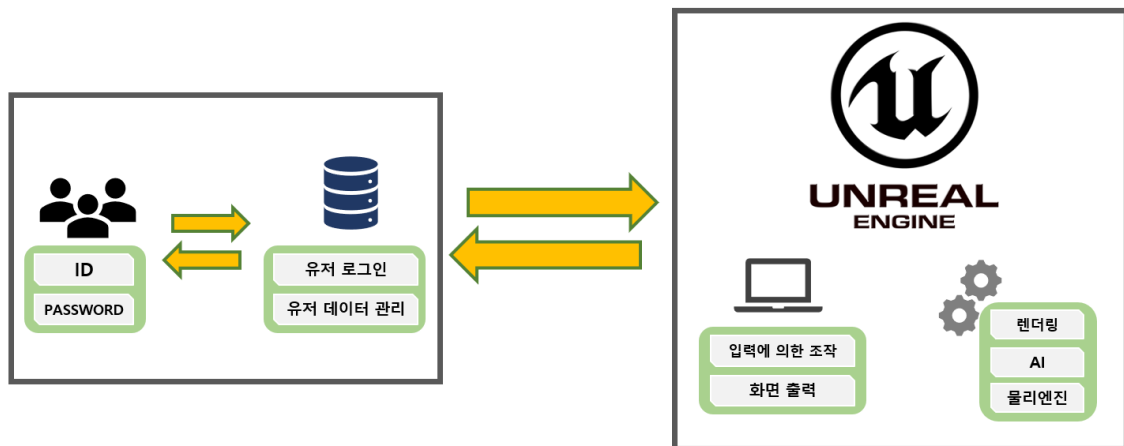 ID
PASSWORD
유저 로그인
유저 데이터 관리
UNREAL
ENGINE
입력에 의한 조작
화면 출력
렌더링
AI
물리엔진